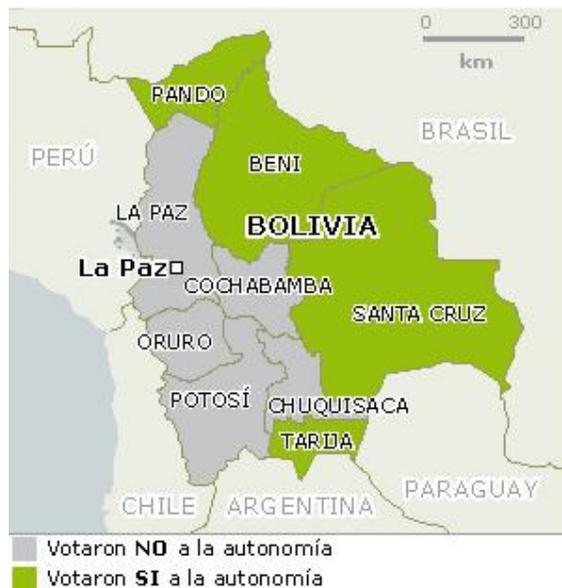 0 300
km
PANDO
BRASIL
PERÚ
BENI
LA PAZ
BOLIVIA
La Paz
COCHABAMBA
SANTA CRUZ
ORURO
POTOSÍ
CHUQUISACA
TARIJA
PARAGUAY
CHILE
ARGENTINA
Votaron NO a la autonomía
Votaron SI a la autonomía